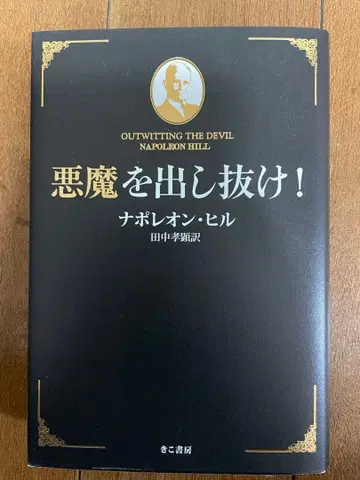 OUTWITTING THE DEVIL
NAPOLEON HILL
悪魔を出し抜け!
ナポレオン・ヒル
田中孝顕訳
きこ書房